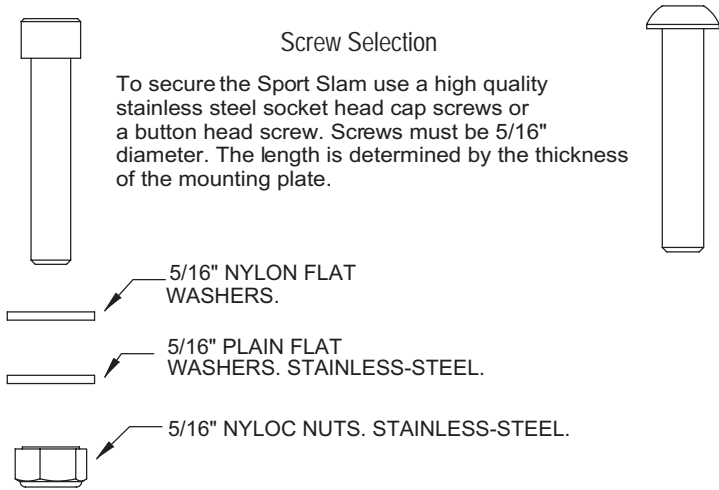 Screw Selection
To secure the Sport Slam use a high quality
stainless steel socket head cap screws or
a button head screw. Screws must be 5/16"
diameter. The length is determined by the thickness
of the mounting plate.
5/16" NYLON FLAT
WASHERS.
5/16" PLAIN FLAT
WASHERS. STAINLESS-STEEL.
5/16" NYLOC NUTS. STAINLESS-STEEL.